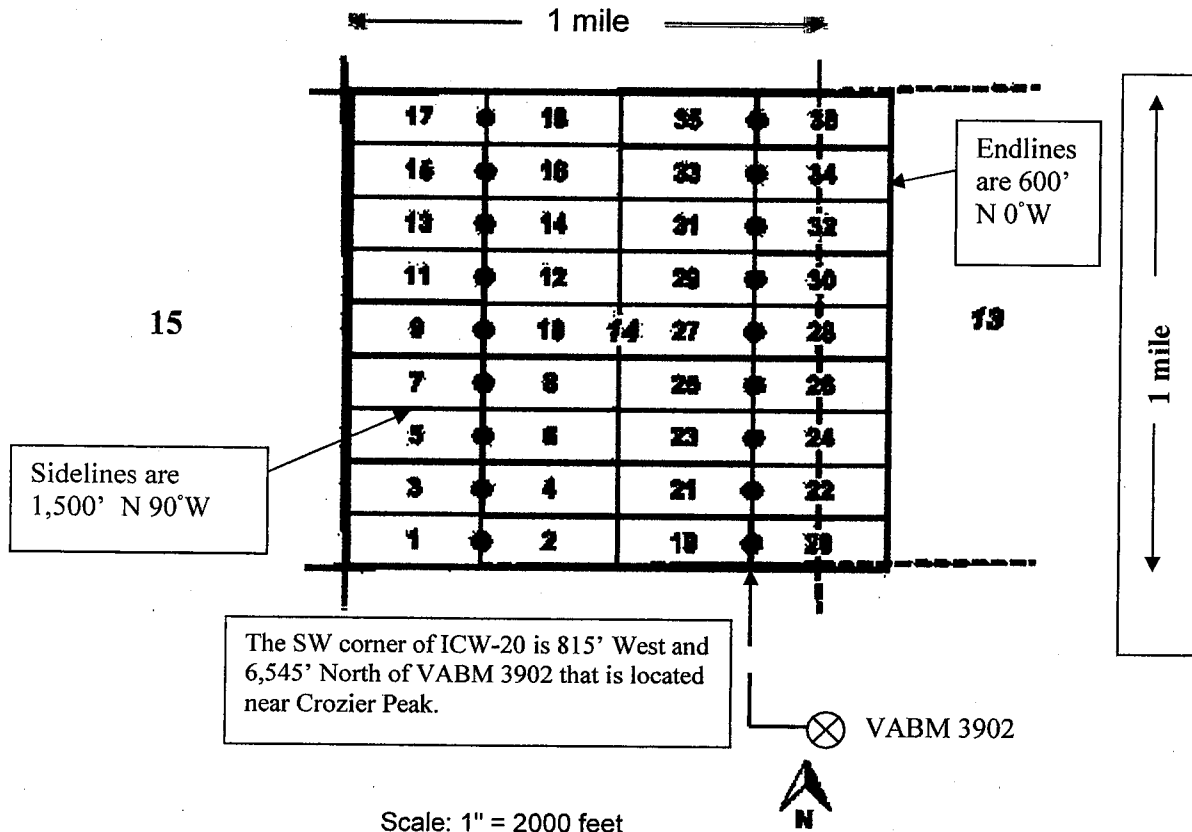 1 mile
17 18 35 36
15 16 33 34
13 14 31 32
11 12 29 30
9 10 14 27 28
7 8 25 26
5 6 23 24
3 4 21 22
1 2 19 20
15
13
Endlines
are 600'
N 0°W
1 mile
Sidelines are
1,500' N 90°W
The SW corner of ICW-20 is 815' West and
6,545' North of VABM 3902 that is located
near Crozier Peak.
VABM 3902
N
Scale: 1" = 2000 feet